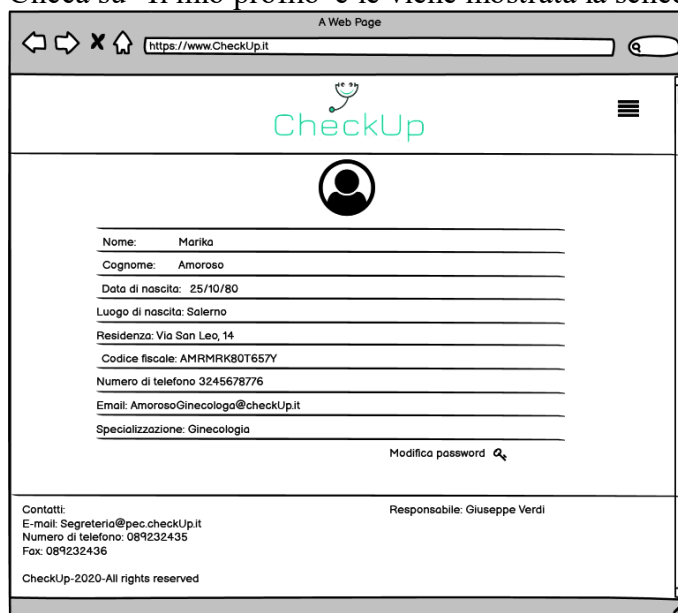 Clicca su "Il mio profilo" e le viene mostrata la
A Web Page
https://www.CheckUp.it
CheckUp
Nome: Marika
Cognome: Amoroso
Data di nascita: 25/10/80
Luogo di nascita: Salerno
Residenza: Via San Leo, 14
Codice fiscale: AMRMRK80T657Y
Numero di telefono 3245678776
Email: AmorosoGinecologa@checkUp.it
Specializzazione: Ginecologia
Modifica password
Contatti:
Responsabile: Giuseppe Verdi
E-mail: Segreteria@pec.checkUp.it
Numero di telefono: 089232435
Fax: 089232436
CheckUp-2020-All rights reserved